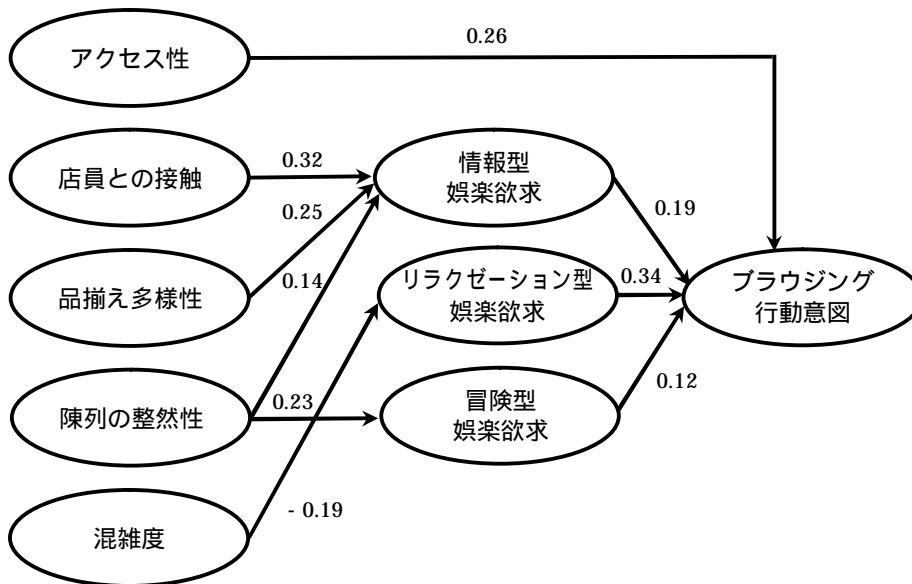 0.26
アクセス性
店員との接触
0.32
情報型
娯楽欲求
0.25
0.19
品揃え多様性
0.14
リラクゼーション型
娯楽欲求
0.34
ブラウジング
行動意図
陳列の整然性
0.23
冒険型
娯楽欲求
0.12
混雑度
- 0.19